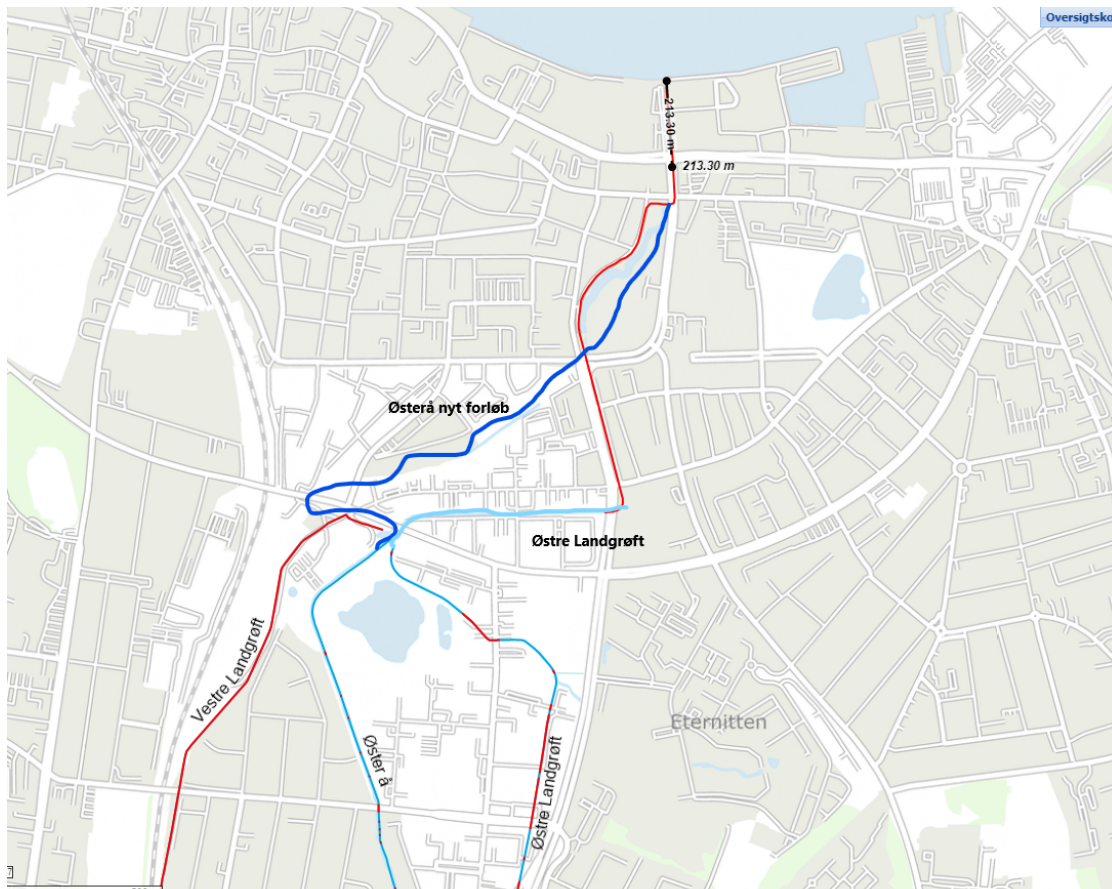 Oversigtsko
213.30 m
213.30 m
Østerå nyt forløb
Østre Landgrøft
Vestre Landgrøft
Eternitten
Øster å
Østre Landgrøft